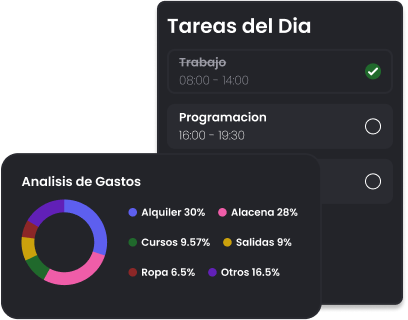 Tareas del Dia
Trabajo
08:00 - 14:00
Programacion
16:00 - 19:30
Analisis de Gastos
Alquiler 30% Alacena 28%
Cursos 9.57% Salidas 9%
Ropa 6.5% Otros 16.5%